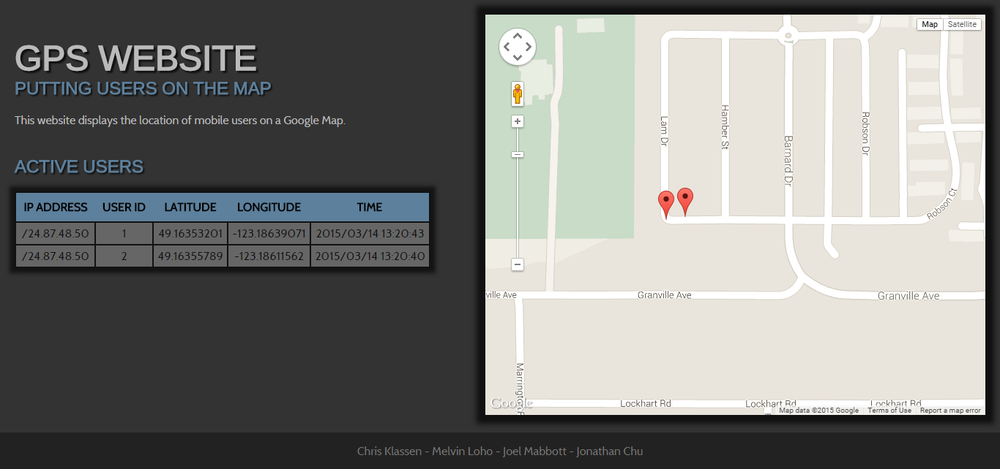 GPS WEBSITE
PUTTING USERS ON THE MAP
This website displays the location of mobile users on a Google Map.
ACTIVE USERS
IP ADDRESS USER ID LATITUDE LONGITUDE TIME
/24.87.48.50 1 49.16353201 -123.18639071 2015/03/14 13:20:43
/24.87.48.50 2 49.16355789 -123.18611562 2015/03/14 13:20:40
Map Satellite
Lam Dr
Hamber St
Barnard Dr
Robson Dr
Robson Ct
ville Ave
Granville Ave
Granville Ave
Lockhart Rd
Lockhart Rd
Lockhart Rd
Google
Map data ©2015 Google Terms of Use Report a map error
Chris Klassen - Melvin Loho - Joel Mabbott - Jonathan Chu